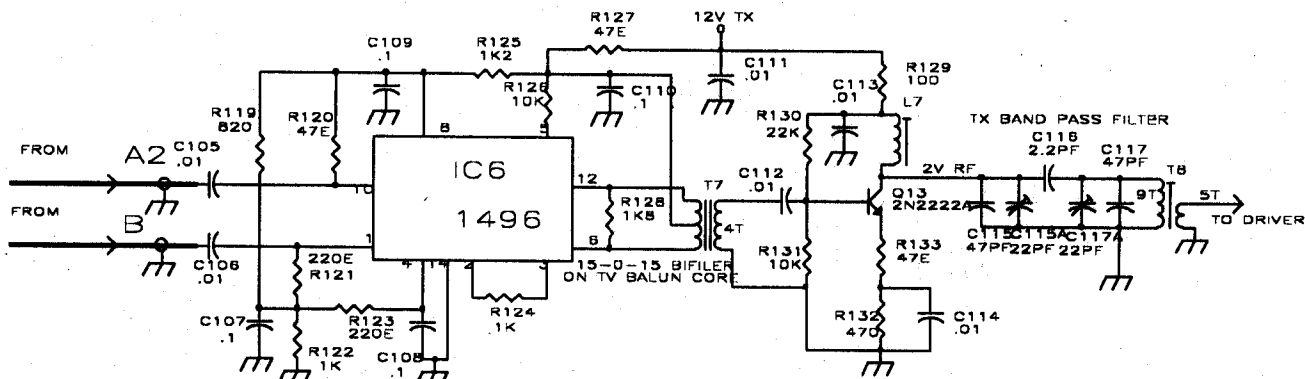 R127
47E
12V TX
C109
.1
R125
1K2
C111
.01
R129
100
R126
10K
C110
.1
C113
.01
L7
R119
820
R120
47E
R130
22K
TX BAND PASS FILTER
C116
2.2PF
C117
47PF
8
5
FROM
A2
C105
.01
IC6
1496
10
12
T7
C112
.01
2V RF
T8
Q13
2N2222A
9T
5T
TO DRIVER
R128
1K8
4T
FROM
B
1
6
C115
47PF
C115A
22PF
C117A
22PF
C106
.01
220E
R121
4
14
2
3
15-0-15 BIFILER
ON TV BALUN CORE
R131
10K
R133
47E
R124
.1K
C107
.1
R123
220E
R122
1K
C108
.1
R132
470
C114
.01